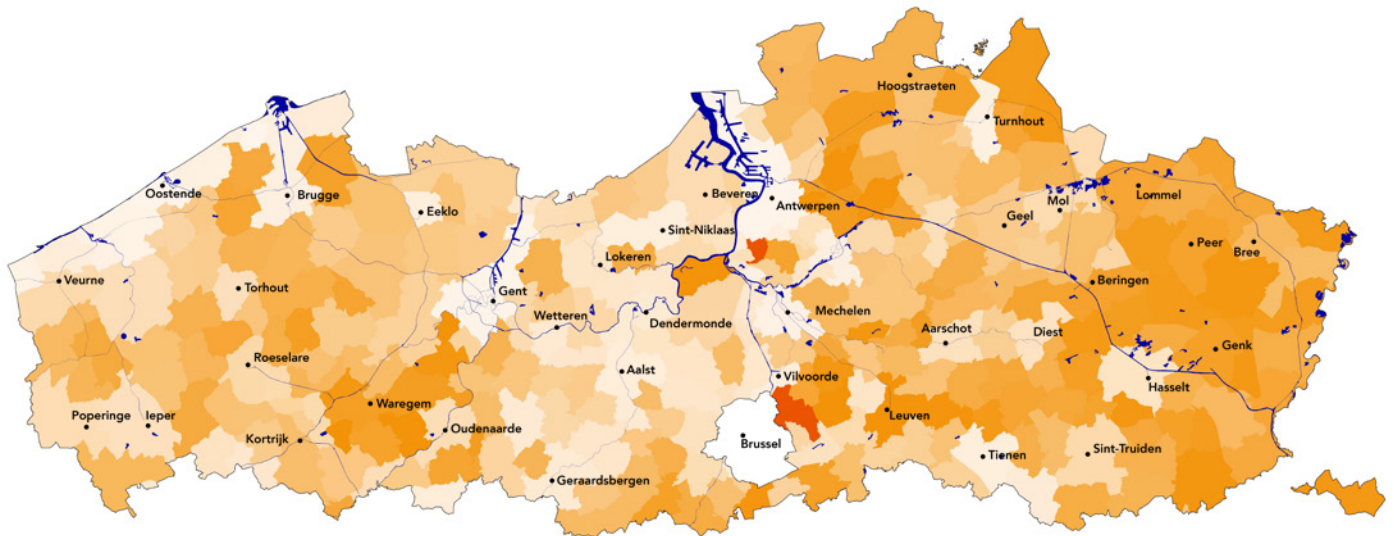 Hoogstraeten
Turnhout
Oostende
Brugge
Eeklo
Beveren
Antwerpen
Lommel
Mol
Geel
Sint-Niklaas
Peer
Bree
Lokeren
Veurne
Torhout
Gent
Beringen
Wetteren
Dendermonde
Mechelen
Aarschot
Diest
Roeselare
Genk
Aalst
Vilvoorde
Hasselt
Waregem
Leuven
Poperinge
Ieper
Kortrijk
Oudenaarde
Brussel
Tienen
Sint-Truiden
Geraardsbergen